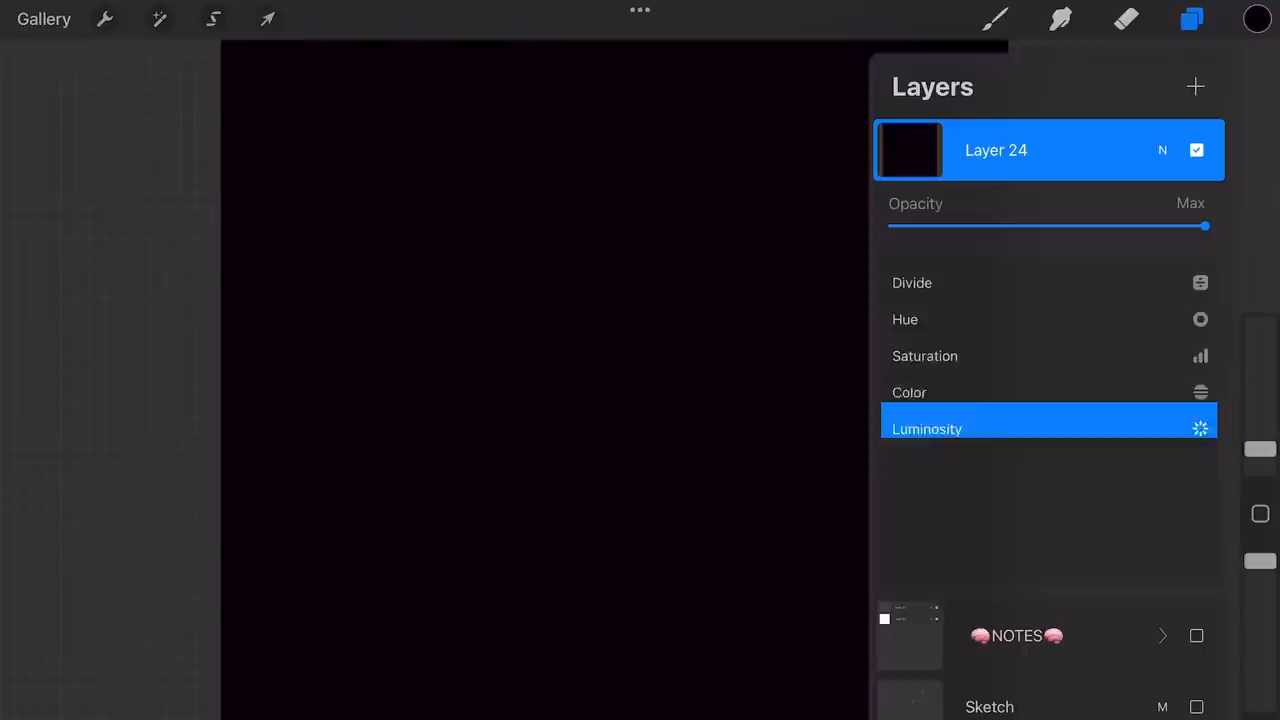 Gallery
Layers
Layer 24 N
Opacity Max
Divide
Hue
Saturation
Color
Luminosity
🧠NOTES🧠
Sketch M